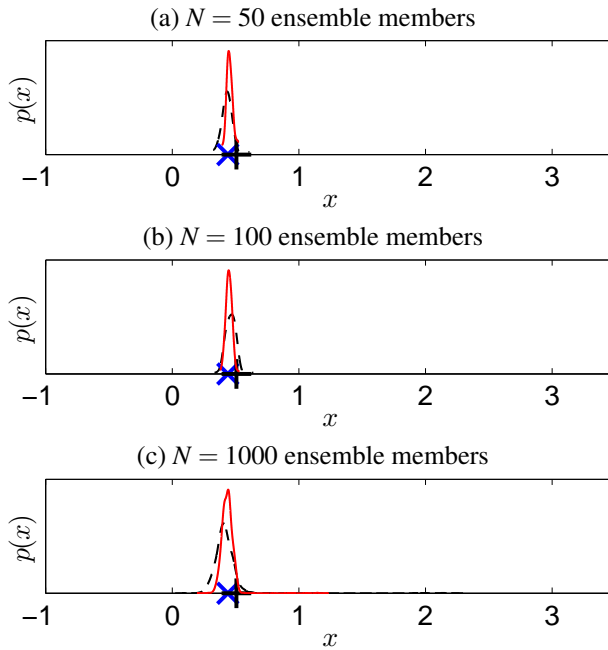 (a) N = 50 ensemble members
p(x)
−1 0 1 2 3
x
(b) N = 100 ensemble members
p(x)
−1 0 1 2 3
x
(c) N = 1000 ensemble members
p(x)
−1 0 1 2 3
x